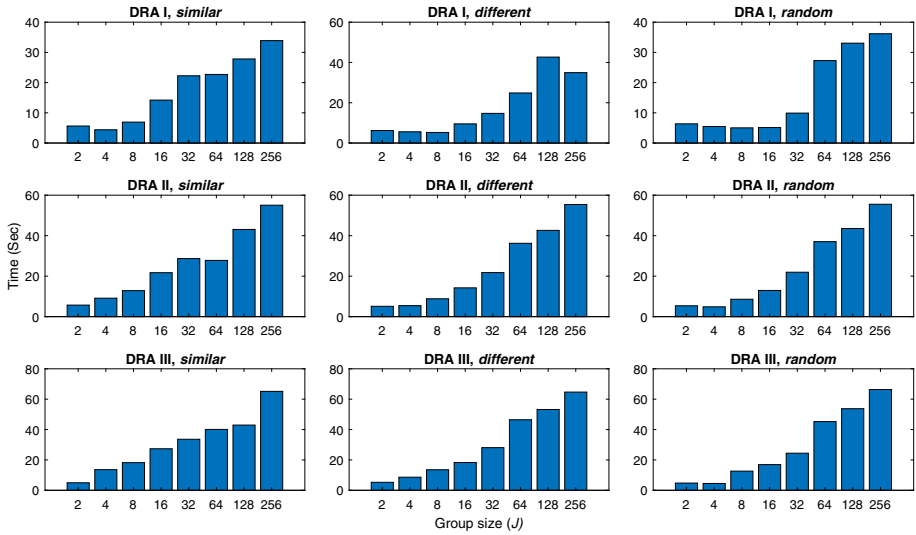 DRA I, similar
40
30
20
10
0
2 4 8 16 32 64 128 256
DRA I, different
60
40
20
0
2 4 8 16 32 64 128 256
DRA I, random
40
30
20
10
0
2 4 8 16 32 64 128 256
Time (Sec)
DRA II, similar
60
40
20
0
2 4 8 16 32 64 128 256
DRA II, different
60
40
20
0
2 4 8 16 32 64 128 256
DRA II, random
60
40
20
0
2 4 8 16 32 64 128 256
DRA III, similar
80
60
40
20
0
2 4 8 16 32 64 128 256
DRA III, different
80
60
40
20
0
2 4 8 16 32 64 128 256
DRA III, random
80
60
40
20
0
2 4 8 16 32 64 128 256
Group size (J)